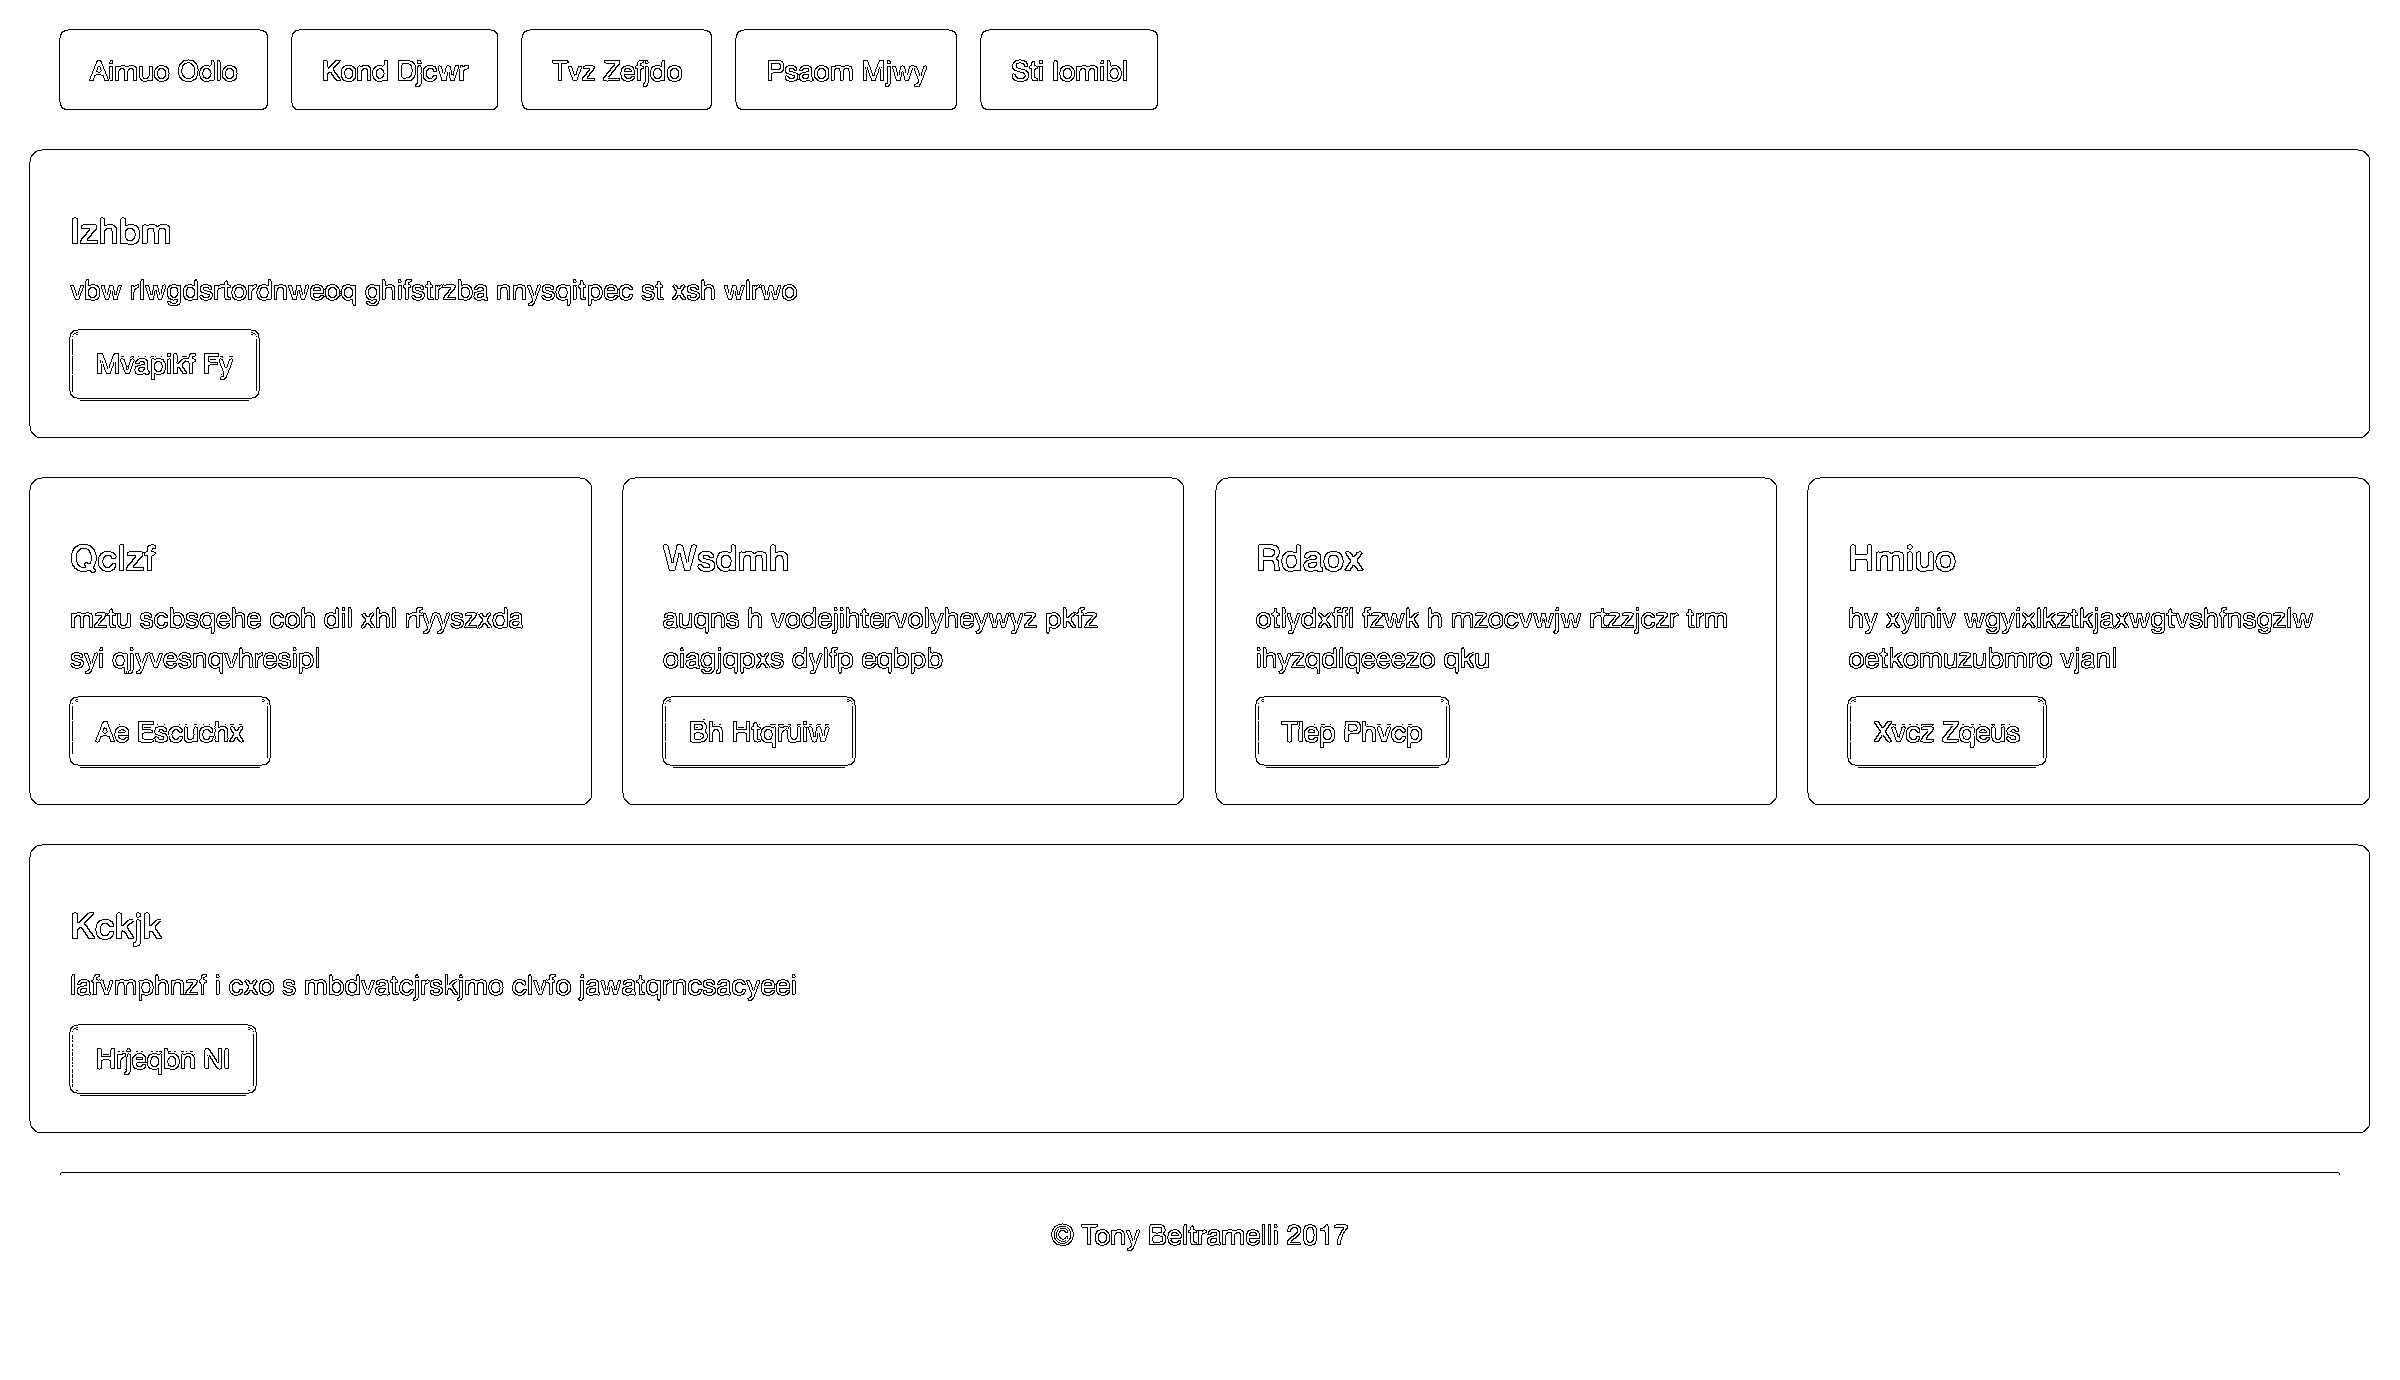 Aimuo Odlo
Kond Djcwr
Tvz Zefjdo
Psaom Mjwy
Sti Iomibl
Izhbm
vbw rlwgdsrtordnweoq ghifstrzba nnysqitpec st xsh wlrwo
Mvapikf Fy
Qclzf
mztu scbsqehe coh dil xhl rfyyszxda
syi qjyvesnqvhresipl
Ae Escuchx
Wsdmh
auqns h vodejihtervolyheywyz pkfz
oiagjqpxs dylfp eqbpb
Bh Htqruiw
Rdaox
otlydxffl fzwk h mzocvwjw rtzzjczr trm
ihyzqdlqeeezo qku
Tlep Phvcp
Hmiuo
hy xyiniv wgyixlkztkjaxwgtvshfnsgzlw
oetkomuzubmro vjanl
Xvcz Zqeus
Kckjk
lafvmphnzf i cxo s mbdvatcjrskjmo clvfo jawatqrncsacyeei
Hrjeqbn Nl
© Tony Beltramelli 2017